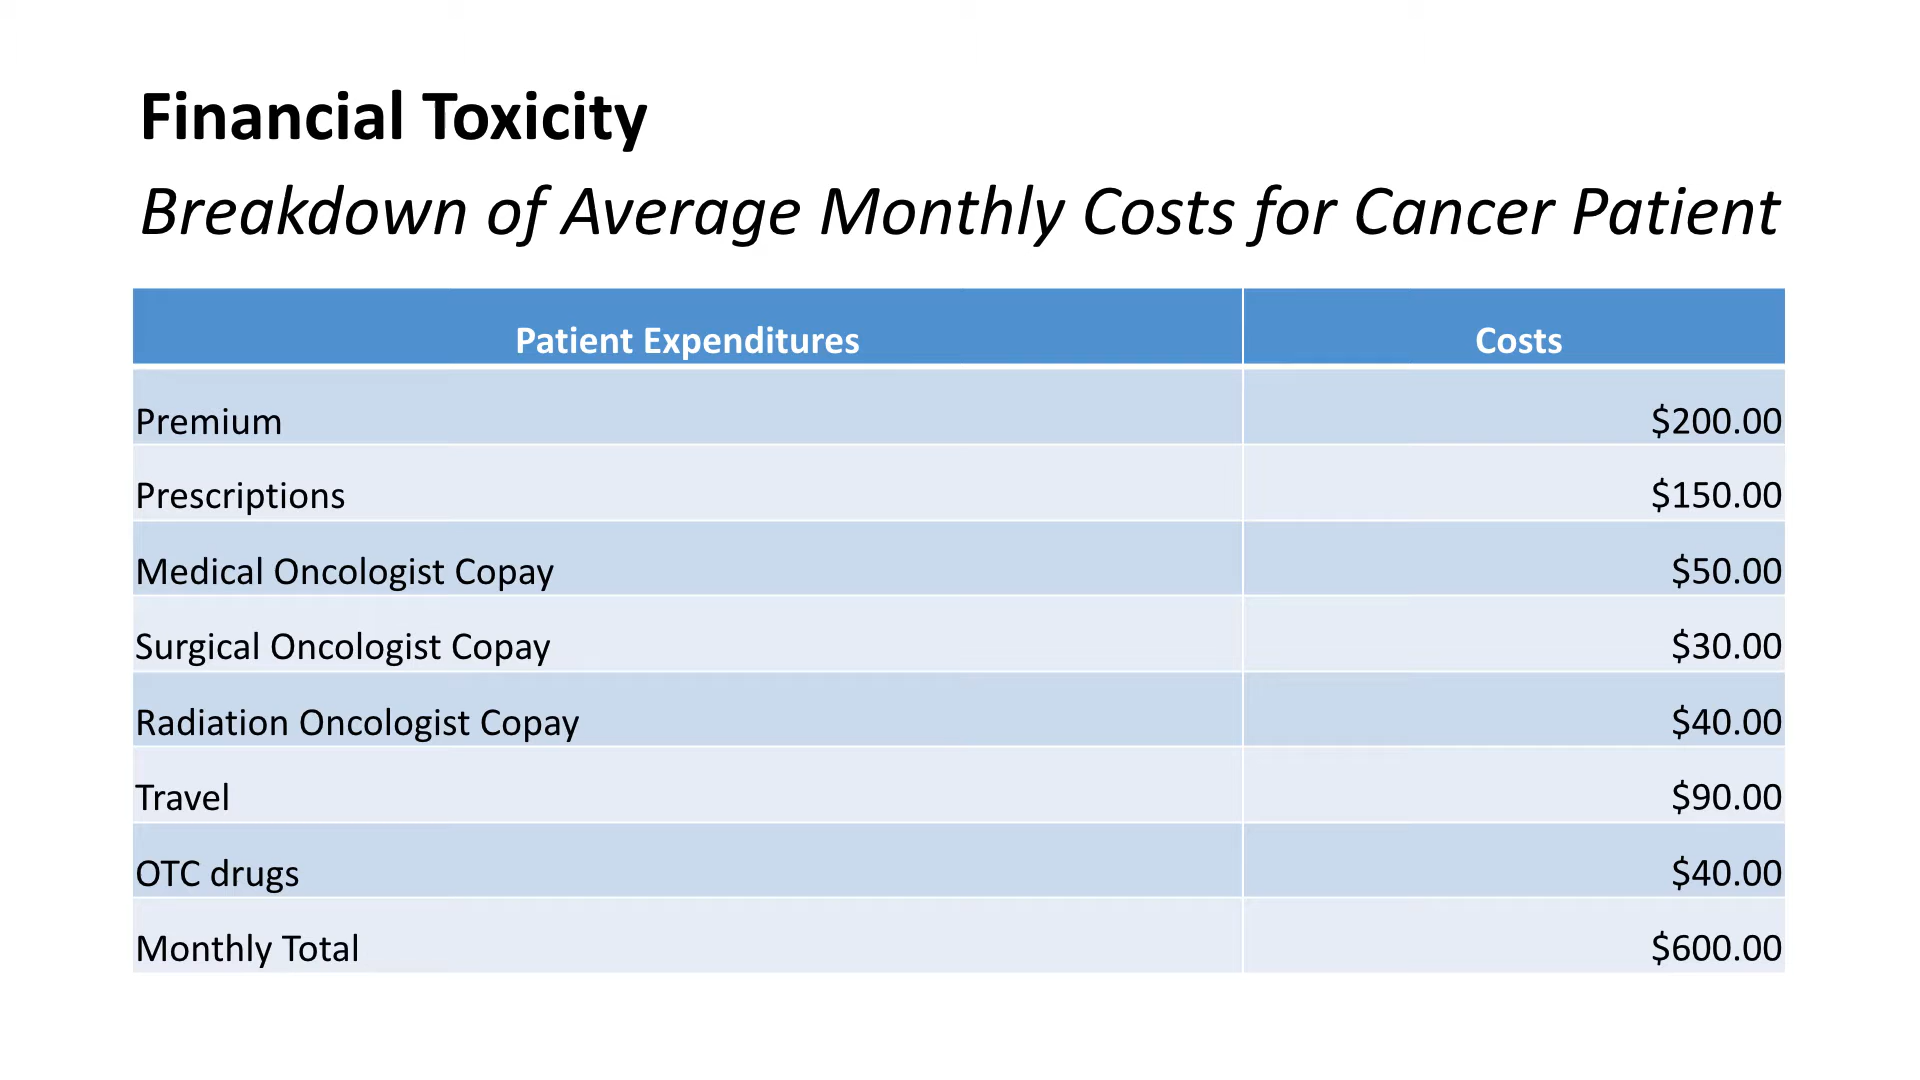 Financial Toxicity
Breakdown of Average Monthly Costs for Cancer Patient
Patient Expenditures Costs
Premium $200.00
Prescriptions $150.00
Medical Oncologist Copay $50.00
Surgical Oncologist Copay $30.00
Radiation Oncologist Copay $40.00
Travel $90.00
OTC drugs $40.00
Monthly Total $600.00